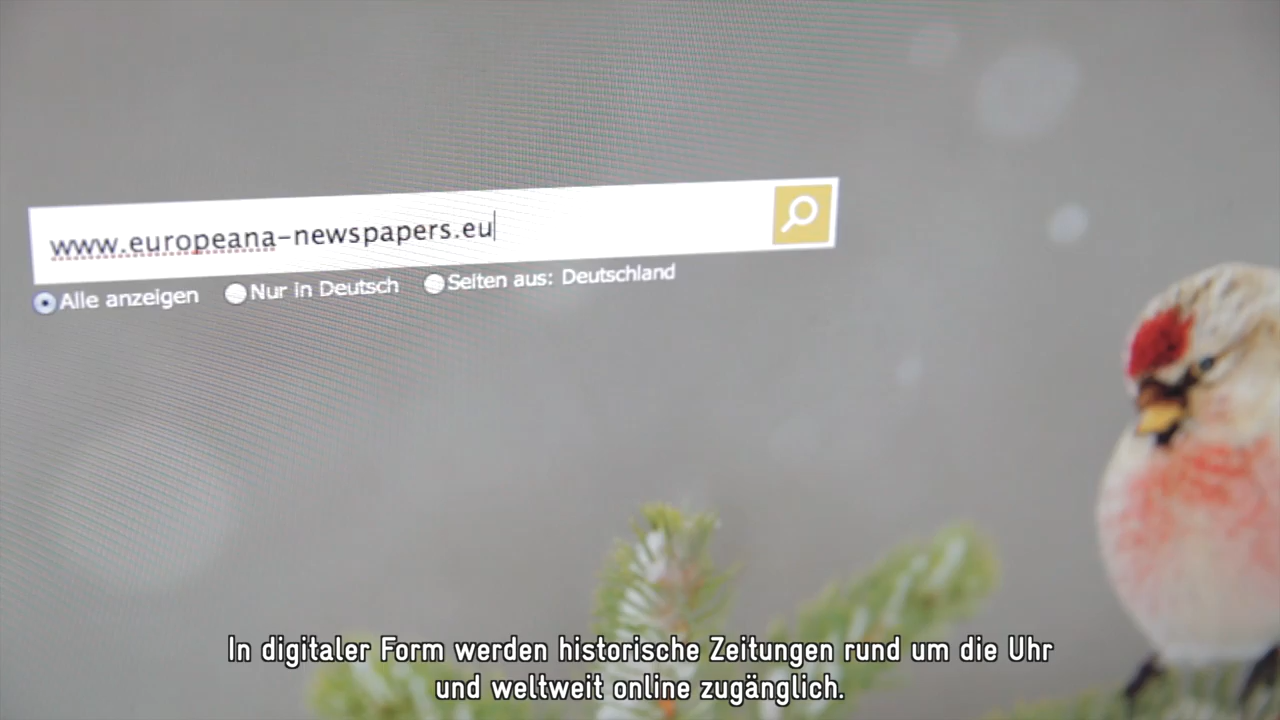 www.europeana-newspapers.eu
Alle anzeigen Nur in Deutsch Seiten aus: Deutschland
In digitaler Form werden historische Zeitungen rund um die Uhr
und weltweit online zugänglich.